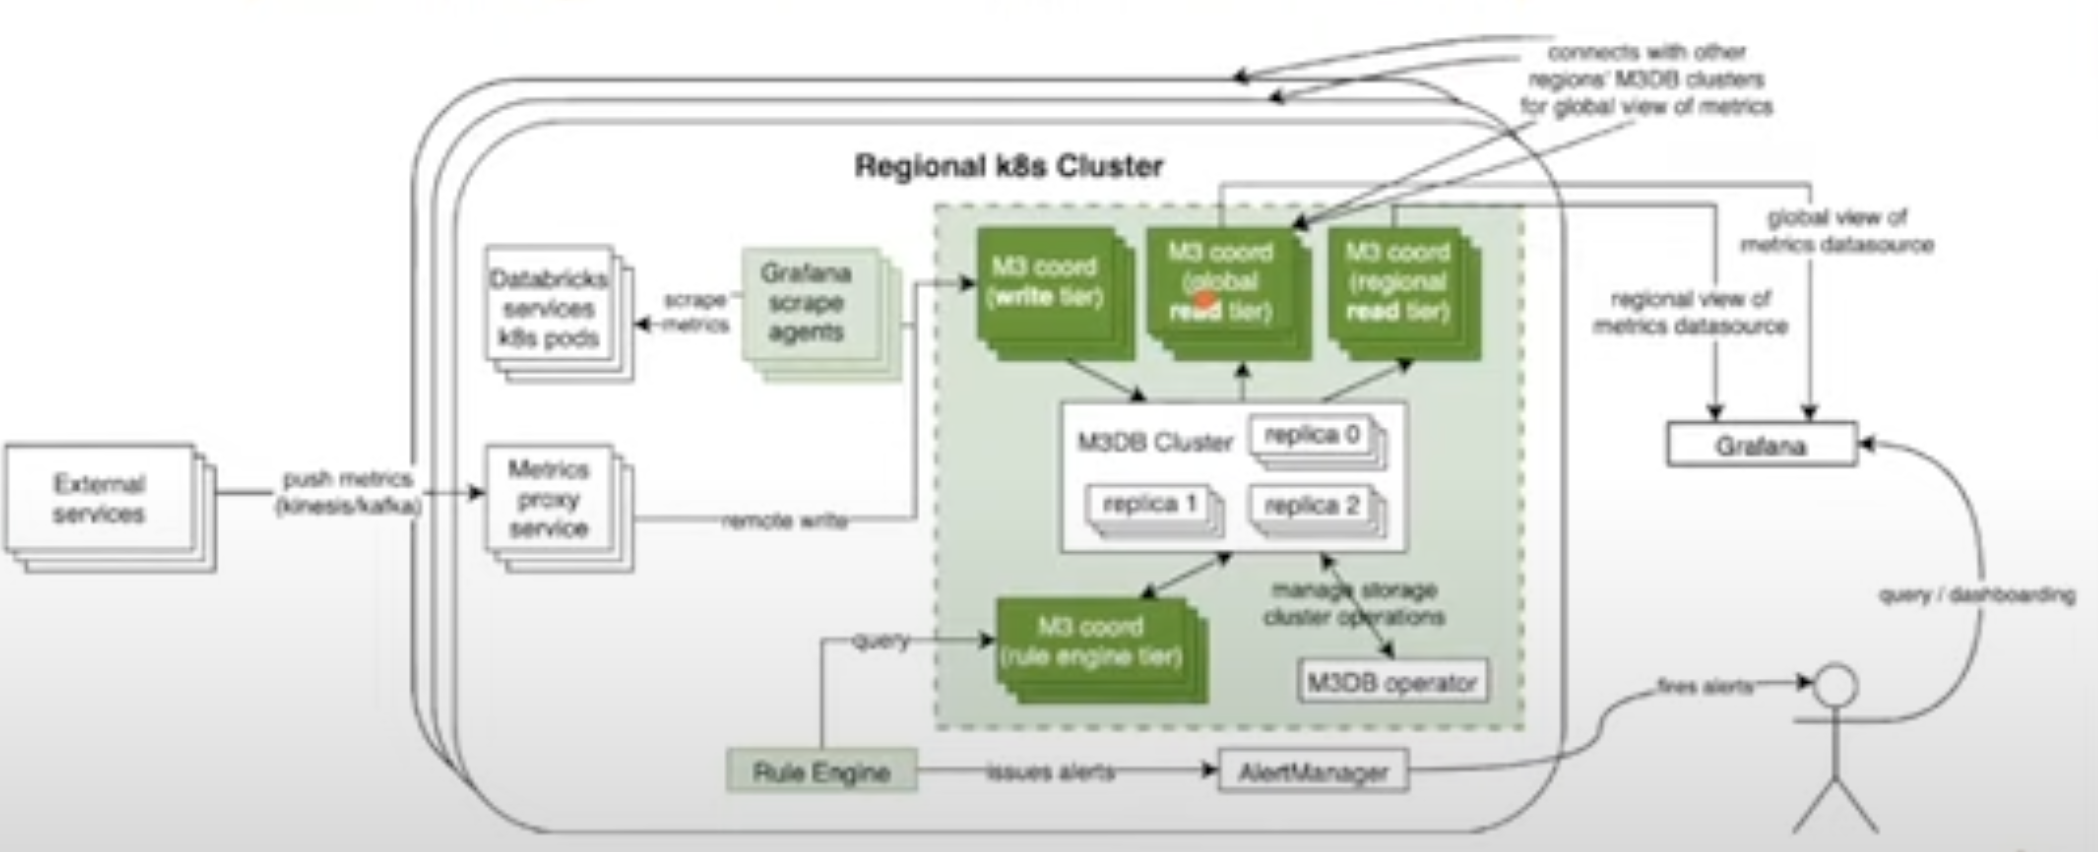 connects with other
regions' M3DB clusters
for global view of metrics
Regional k8s Cluster
global view of
metrics datasource
regional view of
metrics datasource
Databricks
services
k8s pods
scrape
metrics
Grafana
scrape
agents
M3 coord
(write tier)
M3 coord
(global
read tier)
M3 coord
(regional
read tier)
External
services
push metrics
(kinesis/kafka)
Metrics
proxy
service
remote write
M3DB Cluster
replica 0
replica 1
replica 2
Grafana
query / dashboarding
manage storage
cluster operations
query
M3 coord
(rule engine tier)
M3DB operator
fires alerts
Rule Engine
issues alerts
AlertManager